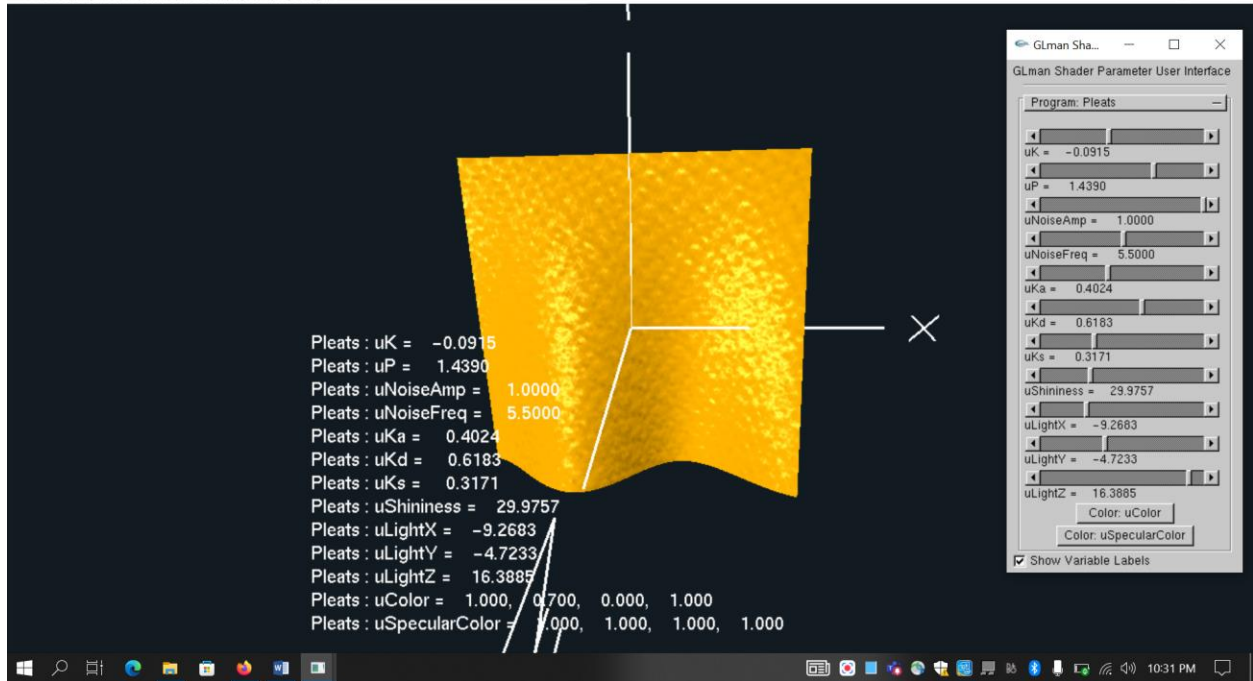 X
Pleats : uK = -0.0915
Pleats : uP = 1.4390
Pleats : uNoiseAmp = 1.0000
Pleats : uNoiseFreq = 5.5000
Pleats : uKa = 0.4024
Pleats : uKd = 0.6183
Pleats : uKs = 0.3171
Pleats : uShininess = 29.9757
Pleats : uLightX = -9.2683
Pleats : uLightY = -4.7233
Pleats : uLightZ = 16.3885
Pleats : uColor = 1.000, 0.700, 0.000, 1.000
Pleats : uSpecularColor = 1.000, 1.000, 1.000, 1.000
GLman Sha...
GLman Shader Parameter User Interface
Program: Pleats
uK = -0.0915
uP = 1.4390
uNoiseAmp = 1.0000
uNoiseFreq = 5.5000
uKa = 0.4024
uKd = 0.6183
uKs = 0.3171
uShininess = 29.9757
uLightX = -9.2683
uLightY = -4.7233
uLightZ = 16.3885
Color: uColor
Color: uSpecularColor
Show Variable Labels
10:31 PM